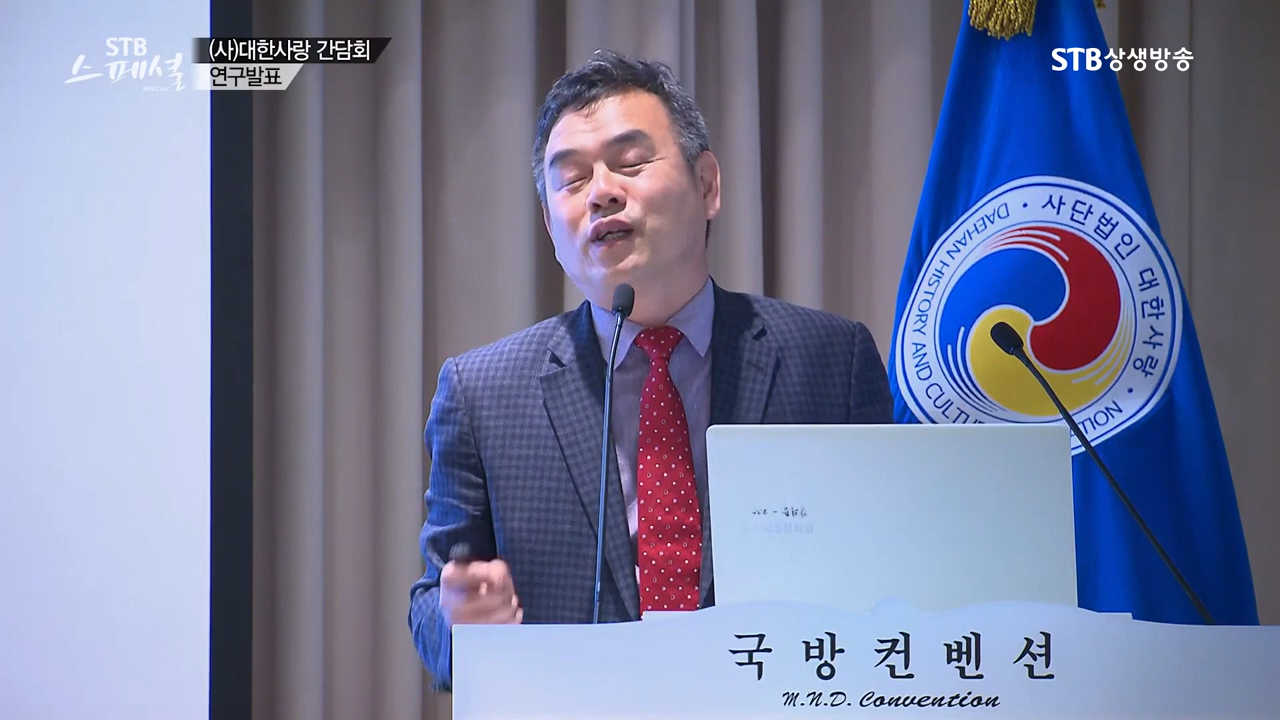 STB
스페셜
SPECIAL
(사)대한사랑 간담회
연구발표
STB상생방송
· 사단법인 대한사랑 ·
DAEHAN HISTORY AND CULTU
국방컨벤션
M.N.D. Convention